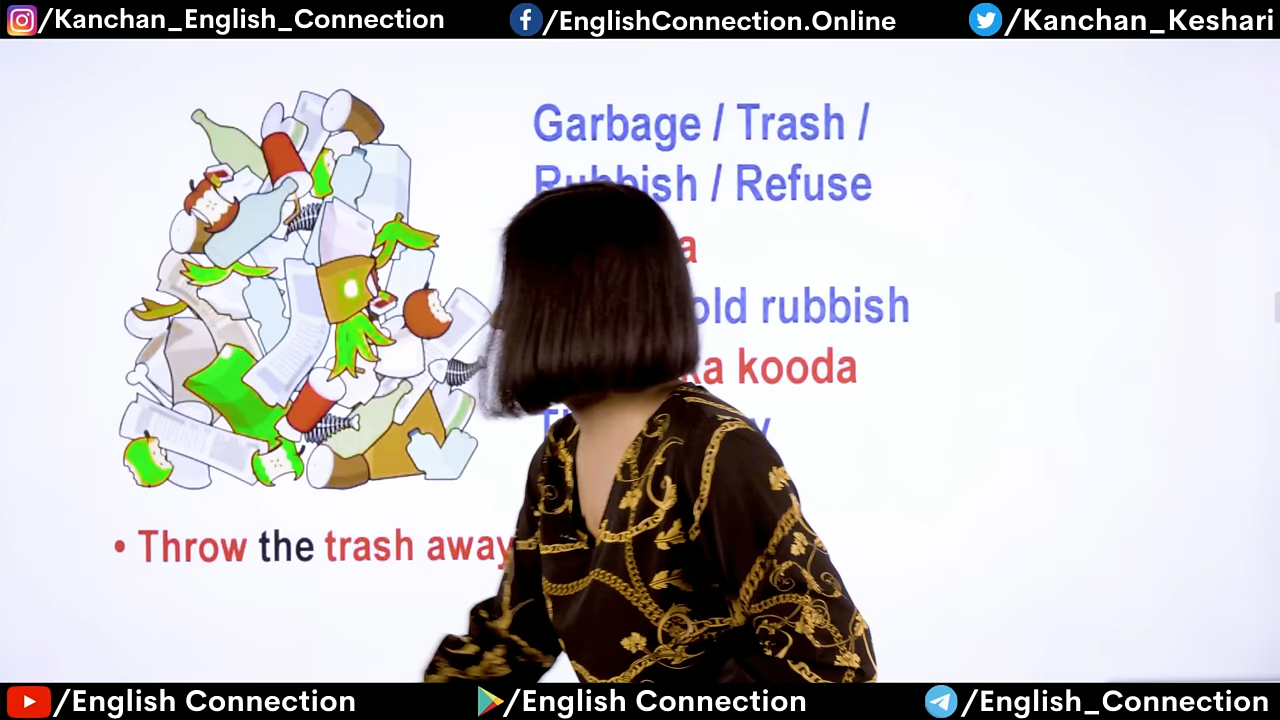 /Kanchan_English_Connection /EnglishConnection.Online /Kanchan_Keshari
Garbage / Trash /
Rubbish / Refuse
rubbish
ka kooda
• Throw the trash away
/English Connection /English Connection /English_Connection